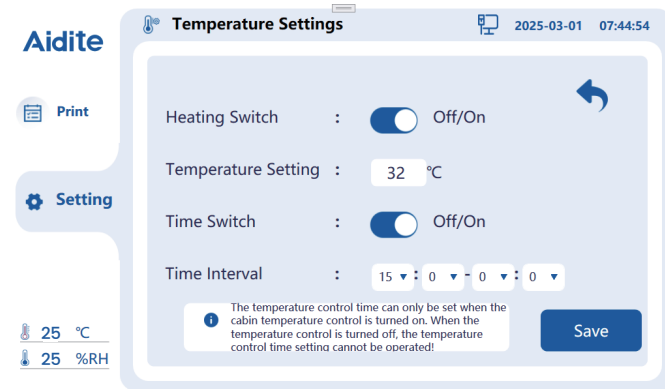 Aidite
Temperature Settings
2025-03-01 07:44:54
Print
Setting
Heating Switch : Off/On
Temperature Setting : 32 ℃
Time Switch : Off/On
Time Interval : 15 ▼ : 0 ▼ - 0 ▼ : 0 ▼
The temperature control time can only be set when the
cabin temperature control is turned on. When the
temperature control is turned off, the temperature
control time setting cannot be operated!
Save
25 ℃
25 %RH